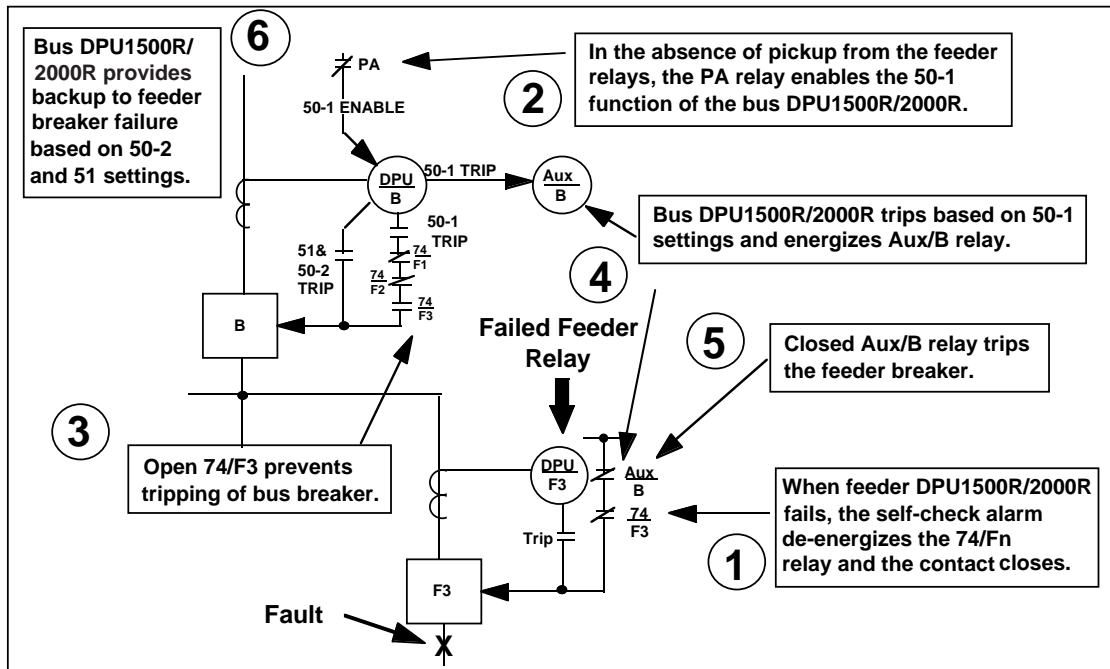 Bus DPU1500R/
2000R provides
backup to feeder
breaker failure
based on 50-2
and 51 settings.
6
PA
50-1 ENABLE
2
In the absence of pickup from the feeder
relays, the PA relay enables the 50-1
function of the bus DPU1500R/2000R.
DPU
B
50-1 TRIP
Aux
B
50-1
TRIP
51&
50-2
TRIP
74
F1
74
F2
74
F3
B
Bus DPU1500R/2000R trips based on 50-1
settings and energizes Aux/B relay.
4
Failed Feeder
Relay
5
Closed Aux/B relay trips
the feeder breaker.
3
Open 74/F3 prevents
tripping of bus breaker.
DPU
F3
Aux
B
74
F3
Trip
When feeder DPU1500R/2000R
fails, the self-check alarm
de-energizes the 74/Fn
relay and the contact closes.
1
F3
Fault
X